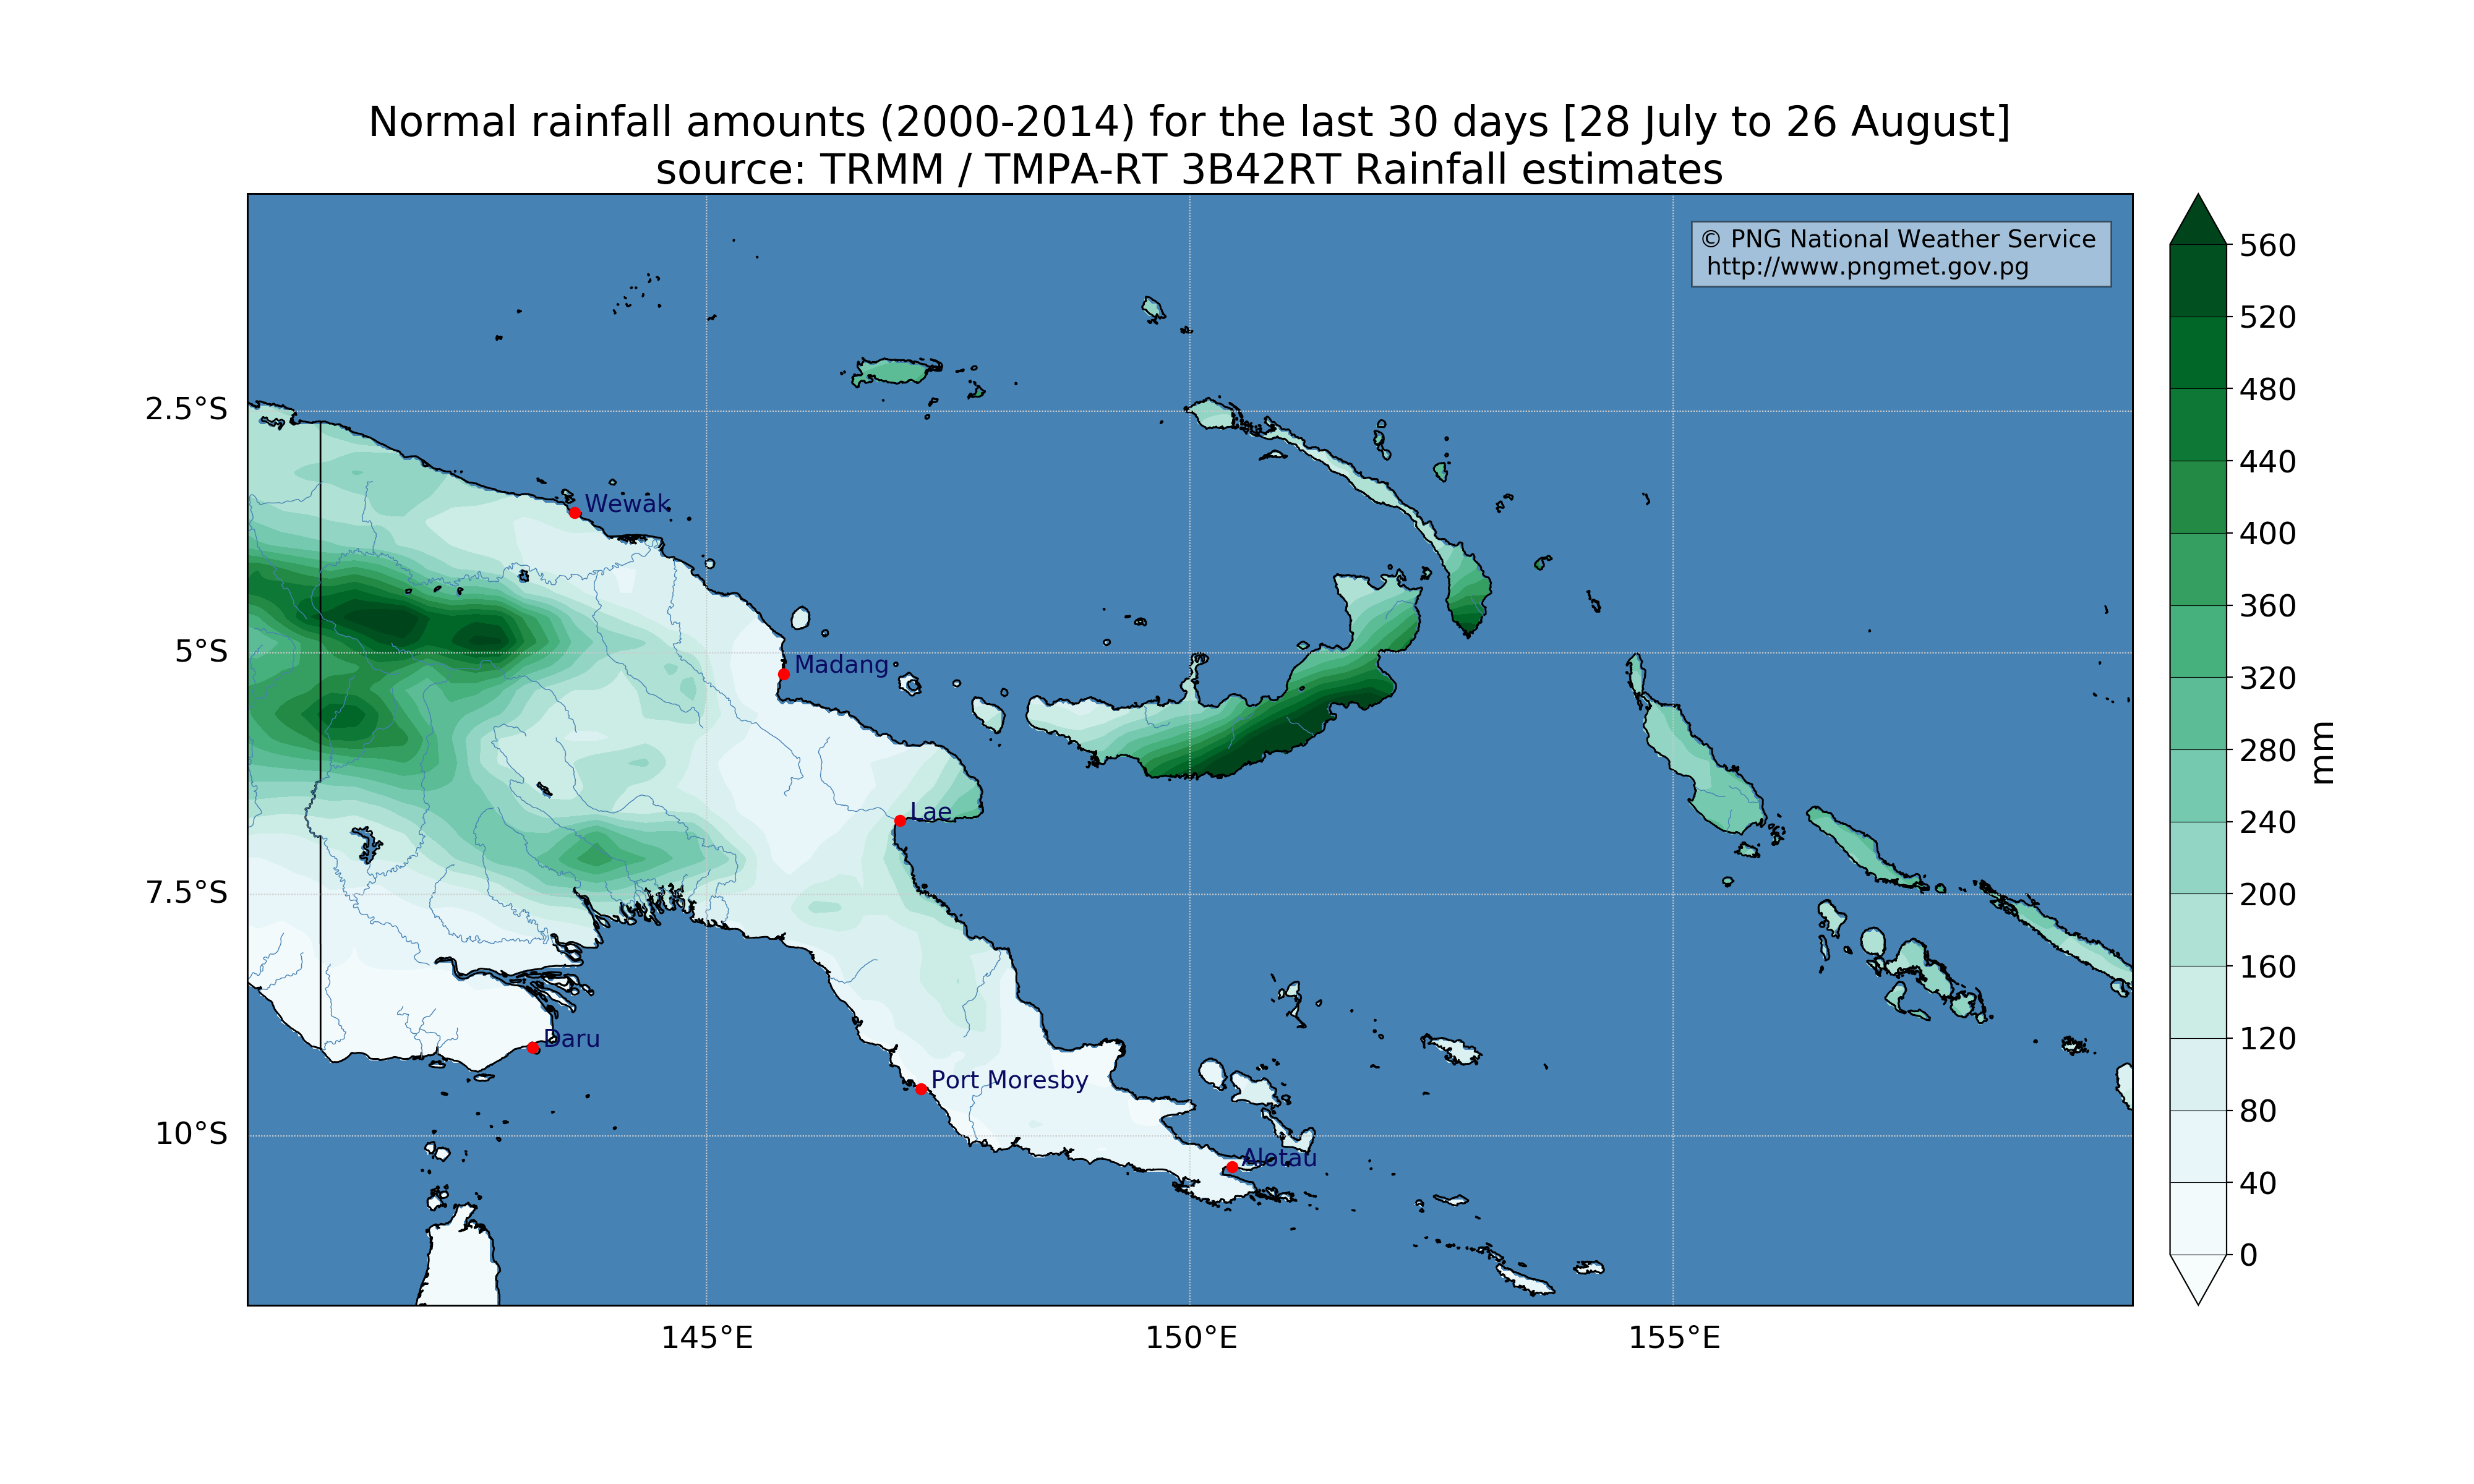 Normal rainfall amounts (2000-2014) for the last 30 days [28 July to 26 August]
source: TRMM / TMPA-RT 3B42RT Rainfall estimates
© PNG National Weather Service
http://www.pngmet.gov.pg
2.5°S
5°S
7.5°S
10°S
145°E
150°E
155°E
Wewak
Madang
Lae
Daru
Port Moresby
Alotau
560
520
480
440
400
360
320
280
240
200
160
120
80
40
0
mm